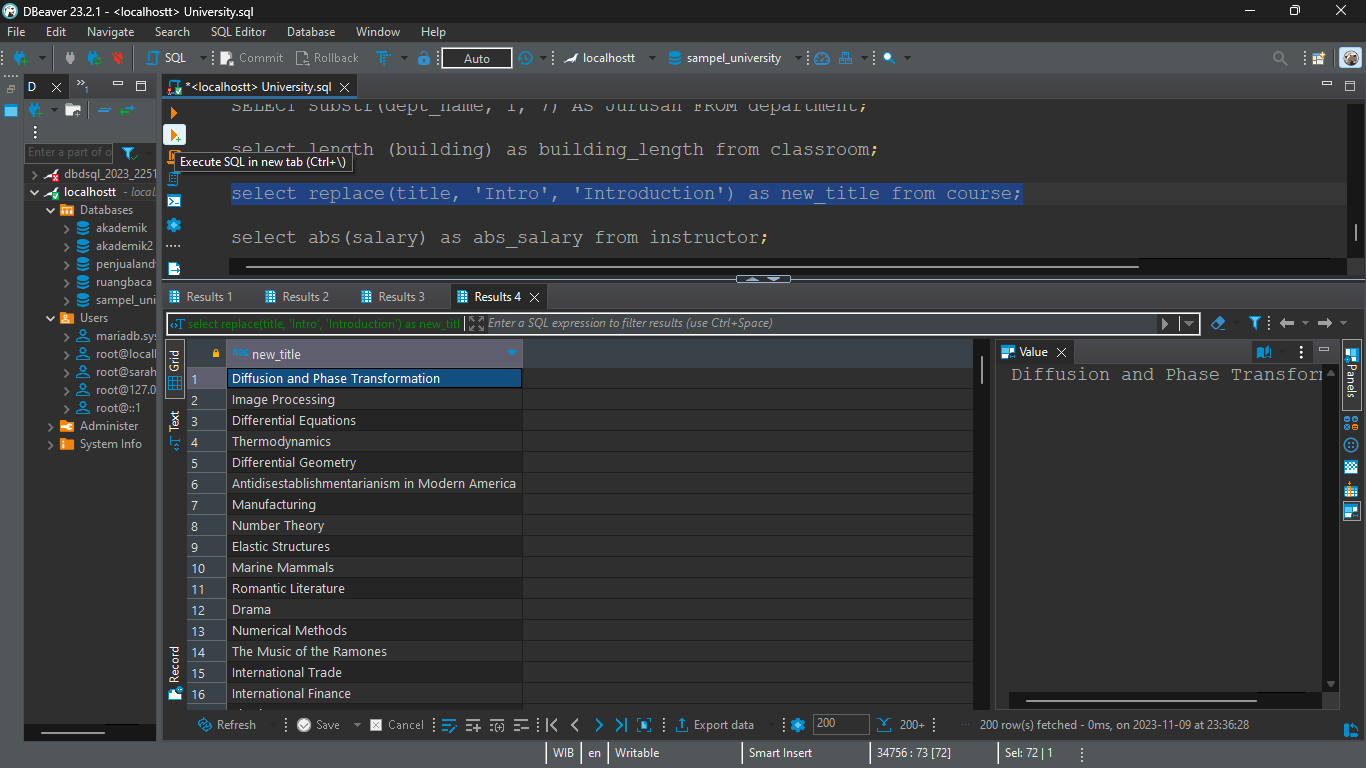 DBeaver 23.2.1 - <localhostt> University.sql
File Edit Navigate Search SQL Editor Database Window Help
SQL Commit Rollback Auto localhostt sampel_university
D »1 *<localhostt> University.sql
SELECT substr(dept_name, 1, 7) AS Jurusan FROM department;
select length (building) as building_length from classroom;
Execute SQL in new tab (Ctrl+\)
select replace(title, 'Intro', 'Introduction') as new_title from course;
select abs(salary) as abs_salary from instructor;
Enter a part of o
dbdsql_2023_2251
localhostt - local
Databases
akademik
akademik2
penjualand
ruangbaca
sampel_uni
Users
mariadb.sys
root@locall
root@sarah
root@127.0
root@::1
Administer
System Info
Results 1 Results 2 Results 3 Results 4
select replace(title, 'Intro', 'Introduction') as new_titl Enter a SQL expression to filter results (use Ctrl+Space)
Grid
Text
Record
new_title
1 Diffusion and Phase Transformation
2 Image Processing
3 Differential Equations
4 Thermodynamics
5 Differential Geometry
6 Antidisestablishmentarianism in Modern America
7 Manufacturing
8 Number Theory
9 Elastic Structures
10 Marine Mammals
11 Romantic Literature
12 Drama
13 Numerical Methods
14 The Music of the Ramones
15 International Trade
16 International Finance
Value
Diffusion and Phase Transform
Panels
Refresh Save Cancel Export data 200 200+ 200 row(s) fetched - 0ms, on 2023-11-09 at 23:36:28
WIB en Writable Smart Insert 34756 : 73 [72] Sel: 72 | 1